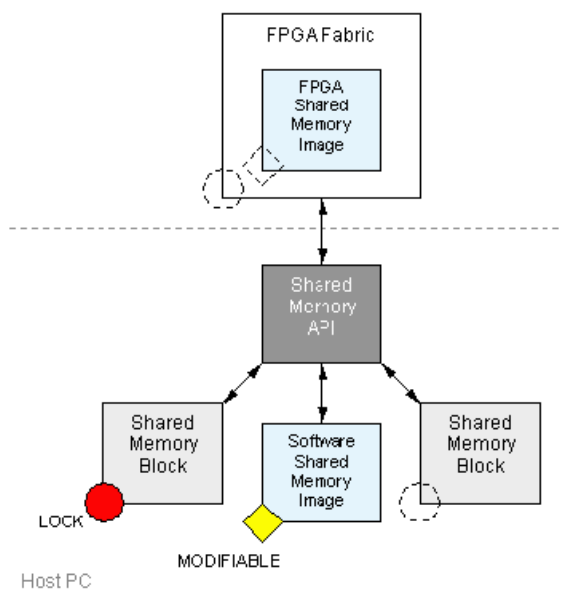 FPGA Fabric
FPGA
Shared
Memory
Image
Shared
Memory
API
Shared
Memory
Block
Software
Shared
Memory
Image
Shared
Memory
Block
LOCK
MODIFIABLE
Host PC